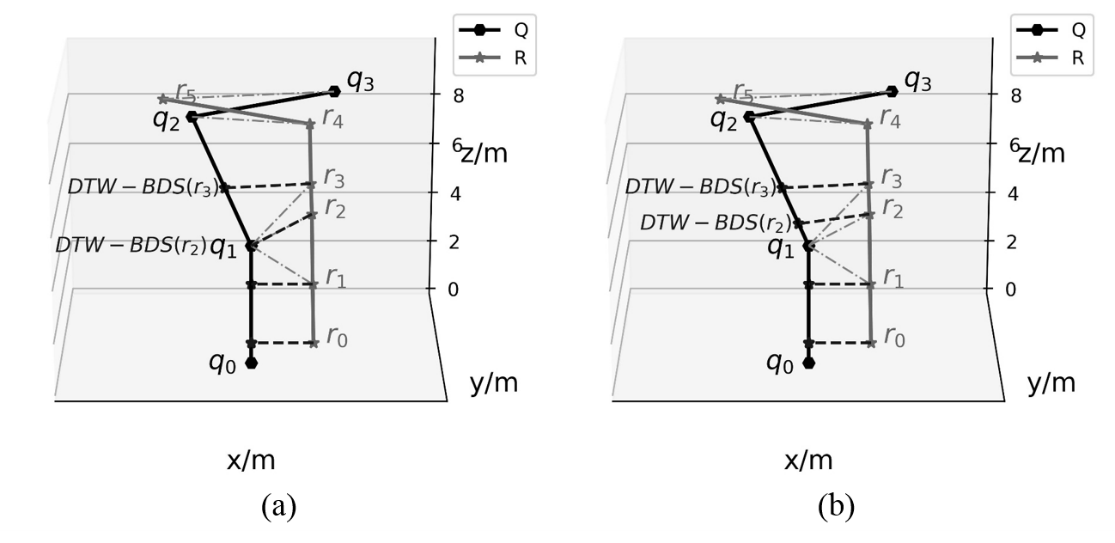 Q
R
q3
r5
8
q2
r4
6
z/m
DTW − BDS(r3)
r3
4
r2
DTW − BDS(r2)
q1
2
r1
0
r0
q0
y/m
x/m
(a)
Q
R
q3
r5
8
q2
r4
6
z/m
DTW − BDS(r3)
r3
4
DTW − BDS(r2)
r2
q1
2
r1
0
r0
q0
y/m
x/m
(b)